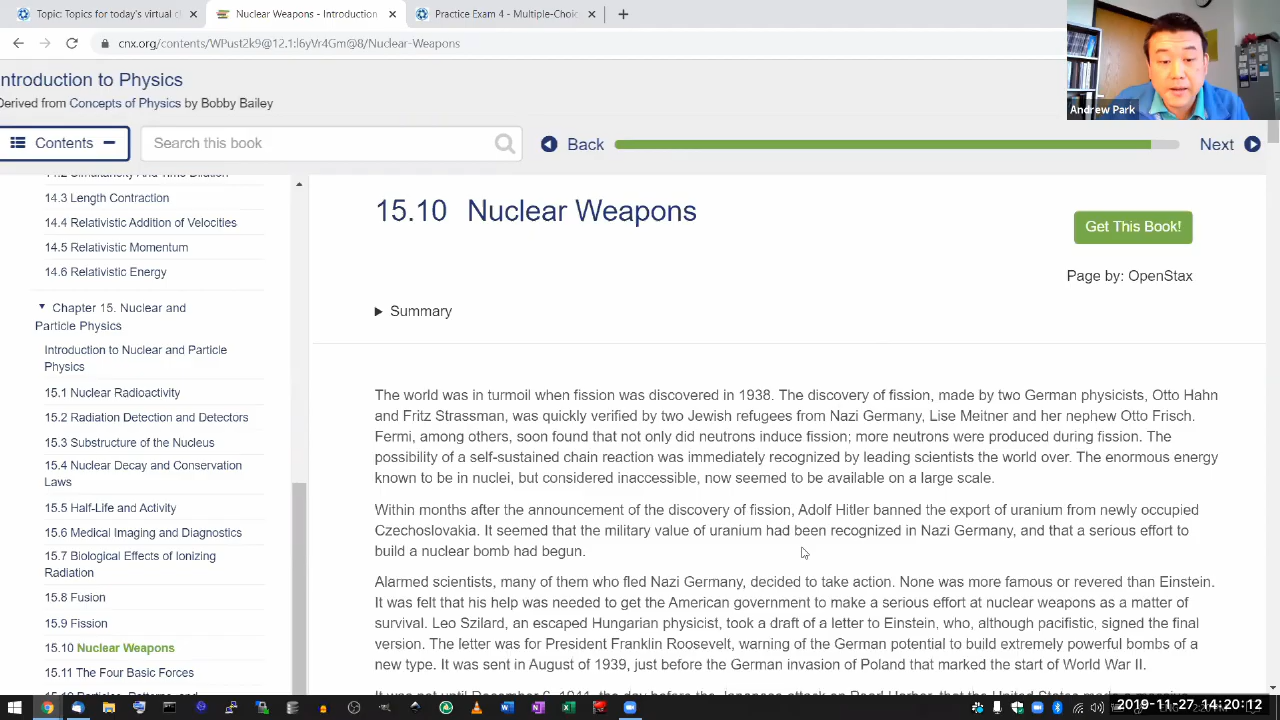 Topic: Topics for today's virtual cl
Nuclear Weapons - Introduction
Practice Exam 4 - Multiple-Choic
cnx.org/contents/WPust2k9@12.1:l6yVr4Gm@8/Nuclear-Weapons
Andrew Park
ntroduction to Physics
Derived from Concepts of Physics by Bobby Bailey
Contents
Search this book
Back
Next
14.2 Simultaneity And Time Dilation
14.3 Length Contraction
14.4 Relativistic Addition of Velocities
14.5 Relativistic Momentum
14.6 Relativistic Energy
Chapter 15. Nuclear and
Particle Physics
Introduction to Nuclear and Particle
Physics
15.1 Nuclear Radioactivity
15.2 Radiation Detection and Detectors
15.3 Substructure of the Nucleus
15.4 Nuclear Decay and Conservation
Laws
15.5 Half-Life and Activity
15.6 Medical Imaging and Diagnostics
15.7 Biological Effects of Ionizing
Radiation
15.8 Fusion
15.9 Fission
15.10 Nuclear Weapons
15.11 The Four Basic Forces
15.10 Nuclear Weapons
Get This Book!
Page by: OpenStax
Summary
The world was in turmoil when fission was discovered in 1938. The discovery of fission, made by two German physicists, Otto Hahn
and Fritz Strassman, was quickly verified by two Jewish refugees from Nazi Germany, Lise Meitner and her nephew Otto Frisch.
Fermi, among others, soon found that not only did neutrons induce fission; more neutrons were produced during fission. The
possibility of a self-sustained chain reaction was immediately recognized by leading scientists the world over. The enormous energy
known to be in nuclei, but considered inaccessible, now seemed to be available on a large scale.
Within months after the announcement of the discovery of fission, Adolf Hitler banned the export of uranium from newly occupied
Czechoslovakia. It seemed that the military value of uranium had been recognized in Nazi Germany, and that a serious effort to
build a nuclear bomb had begun.
Alarmed scientists, many of them who fled Nazi Germany, decided to take action. None was more famous or revered than Einstein.
It was felt that his help was needed to get the American government to make a serious effort at nuclear weapons as a matter of
survival. Leo Szilard, an escaped Hungarian physicist, took a draft of a letter to Einstein, who, although pacifistic, signed the final
version. The letter was for President Franklin Roosevelt, warning of the German potential to build extremely powerful bombs of a
new type. It was sent in August of 1939, just before the German invasion of Poland that marked the start of World War II.
2019-11-27 14:20:12